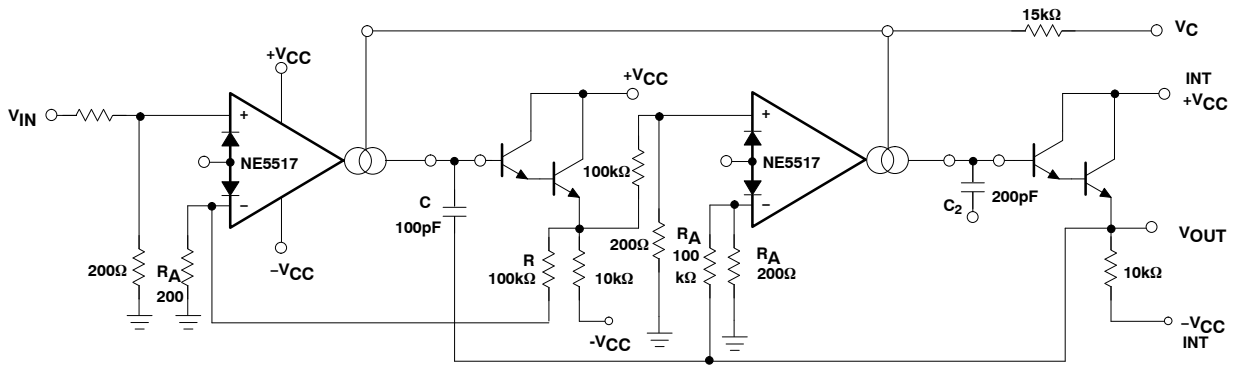 15kΩ
VC
+VCC
+VCC
INT
+VCC
VIN
+
+
NE5517
NE5517
100kΩ
C
100pF
C2
200pF
−
−
200Ω
RA
200
−VCC
R
100kΩ
10kΩ
-VCC
200Ω
RA
100
kΩ
RA
200Ω
VOUT
10kΩ
−VCC
INT